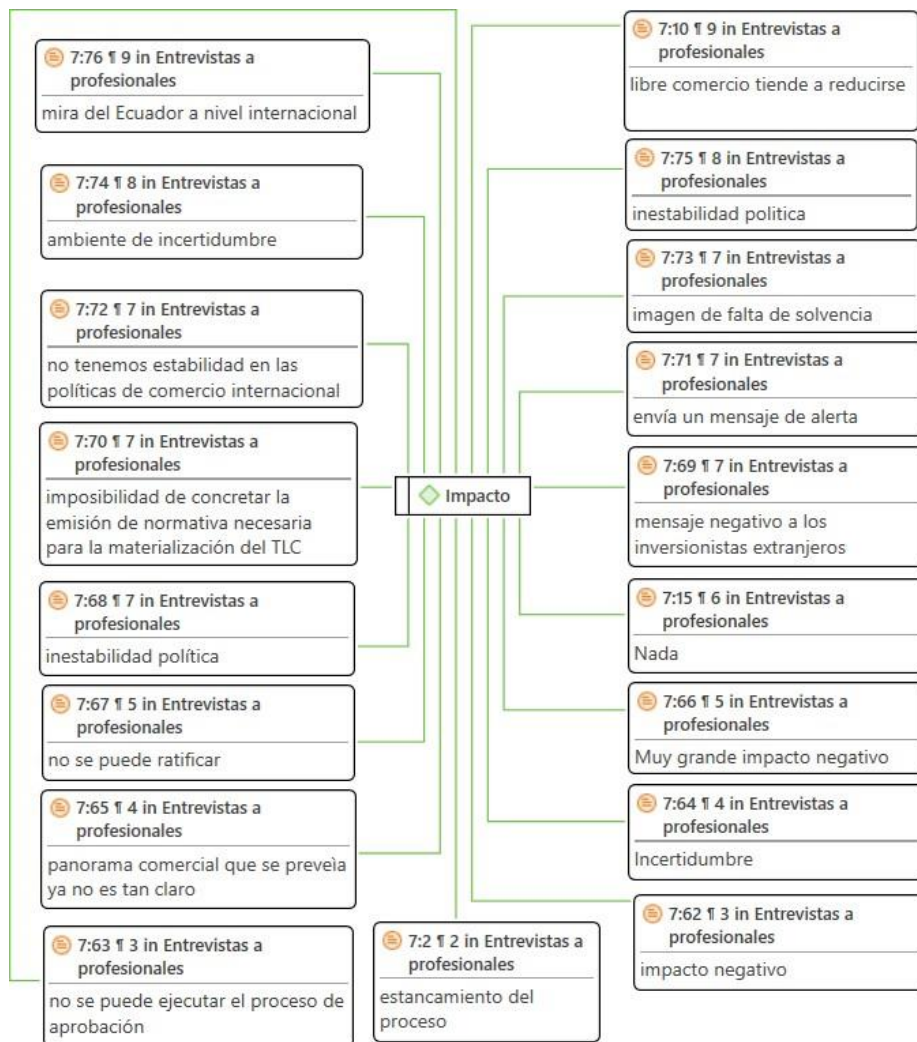 7:76 ¶ 9 in Entrevistas a
profesionales
mira del Ecuador a nivel internacional
7:74 ¶ 8 in Entrevistas a
profesionales
ambiente de incertidumbre
7:72 ¶ 7 in Entrevistas a
profesionales
no tenemos estabilidad en las
políticas de comercio internacional
7:70 ¶ 7 in Entrevistas a
profesionales
imposibilidad de concretar la
emisión de normativa necesaria
para la materialización del TLC
7:68 ¶ 7 in Entrevistas a
profesionales
inestabilidad política
7:67 ¶ 5 in Entrevistas a
profesionales
no se puede ratificar
7:65 ¶ 4 in Entrevistas a
profesionales
panorama comercial que se preveìa
ya no es tan claro
7:63 ¶ 3 in Entrevistas a
profesionales
no se puede ejecutar el proceso de
aprobación
Impacto
7:2 ¶ 2 in Entrevistas a
profesionales
estancamiento del
proceso
7:10 ¶ 9 in Entrevistas a
profesionales
libre comercio tiende a reducirse
7:75 ¶ 8 in Entrevistas a
profesionales
inestabilidad politica
7:73 ¶ 7 in Entrevistas a
profesionales
imagen de falta de solvencia
7:71 ¶ 7 in Entrevistas a
profesionales
envía un mensaje de alerta
7:69 ¶ 7 in Entrevistas a
profesionales
mensaje negativo a los
inversionistas extranjeros
7:15 ¶ 6 in Entrevistas a
profesionales
Nada
7:66 ¶ 5 in Entrevistas a
profesionales
Muy grande impacto negativo
7:64 ¶ 4 in Entrevistas a
profesionales
Incertidumbre
7:62 ¶ 3 in Entrevistas a
profesionales
impacto negativo